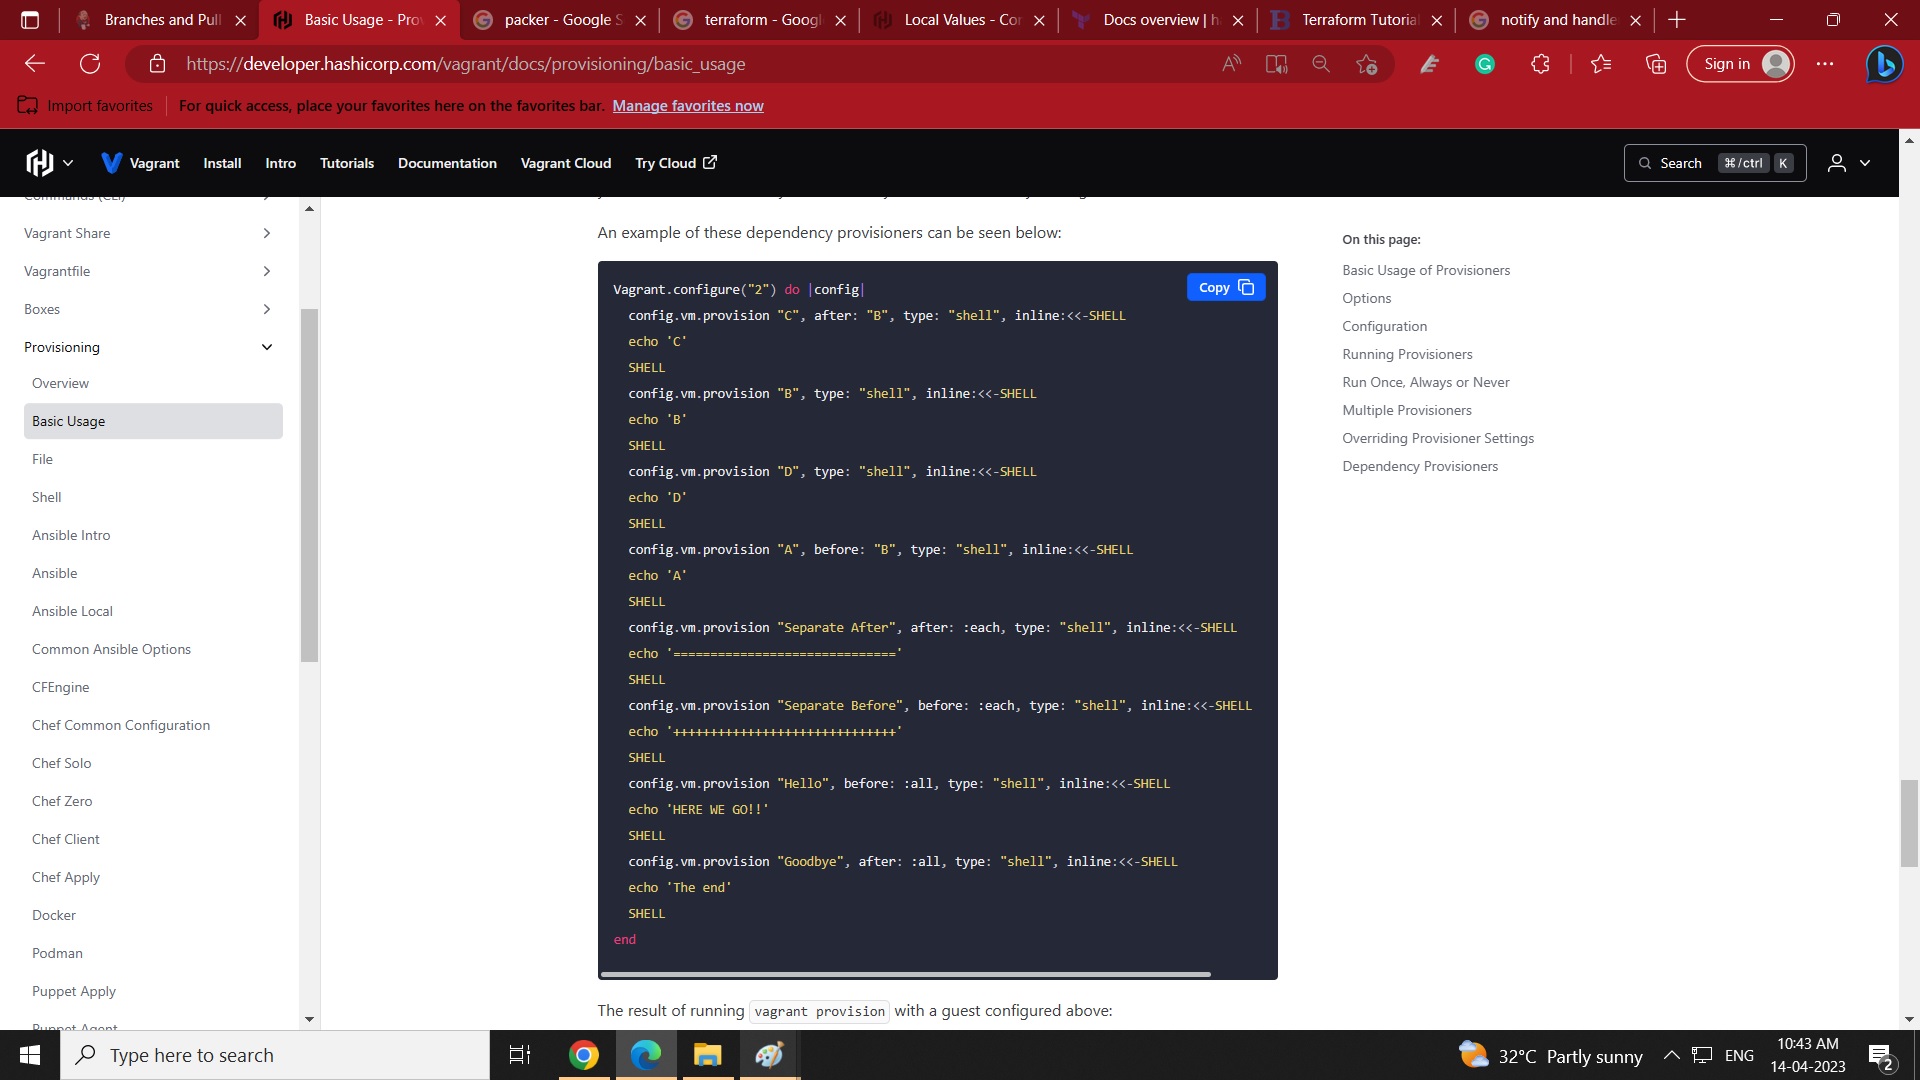 Branches and Pull
Basic Usage - Prov
packer - Google S
terraform - Googl
Local Values - Con
Docs overview | h
Terraform Tutorial
notify and handle
https://developer.hashicorp.com/vagrant/docs/provisioning/basic_usage
Sign in
Import favorites
For quick access, place your favorites here on the favorites bar. Manage favorites now
Vagrant
Install
Intro
Tutorials
Documentation
Vagrant Cloud
Try Cloud
Search
⌘/ctrl
K
Commands (CLI)
Vagrant Share
Vagrantfile
Boxes
Provisioning
Overview
Basic Usage
File
Shell
Ansible Intro
Ansible
Ansible Local
Common Ansible Options
CFEngine
Chef Common Configuration
Chef Solo
Chef Zero
Chef Client
Chef Apply
Docker
Podman
Puppet Apply
Puppet Agent
An example of these dependency provisioners can be seen below:
Copy
Vagrant.configure("2") do |config|
config.vm.provision "C", after: "B", type: "shell", inline:<<-SHELL
echo 'C'
SHELL
config.vm.provision "B", type: "shell", inline:<<-SHELL
echo 'B'
SHELL
config.vm.provision "D", type: "shell", inline:<<-SHELL
echo 'D'
SHELL
config.vm.provision "A", before: "B", type: "shell", inline:<<-SHELL
echo 'A'
SHELL
config.vm.provision "Separate After", after: :each, type: "shell", inline:<<-SHELL
echo '=============================='
SHELL
config.vm.provision "Separate Before", before: :each, type: "shell", inline:<<-SHELL
echo '++++++++++++++++++++++++++++++'
SHELL
config.vm.provision "Hello", before: :all, type: "shell", inline:<<-SHELL
echo 'HERE WE GO!!'
SHELL
config.vm.provision "Goodbye", after: :all, type: "shell", inline:<<-SHELL
echo 'The end'
SHELL
end
The result of running vagrant provision with a guest configured above:
On this page:
Basic Usage of Provisioners
Options
Configuration
Running Provisioners
Run Once, Always or Never
Multiple Provisioners
Overriding Provisioner Settings
Dependency Provisioners
Type here to search
32°C Partly sunny
ENG
10:43 AM
14-04-2023
2